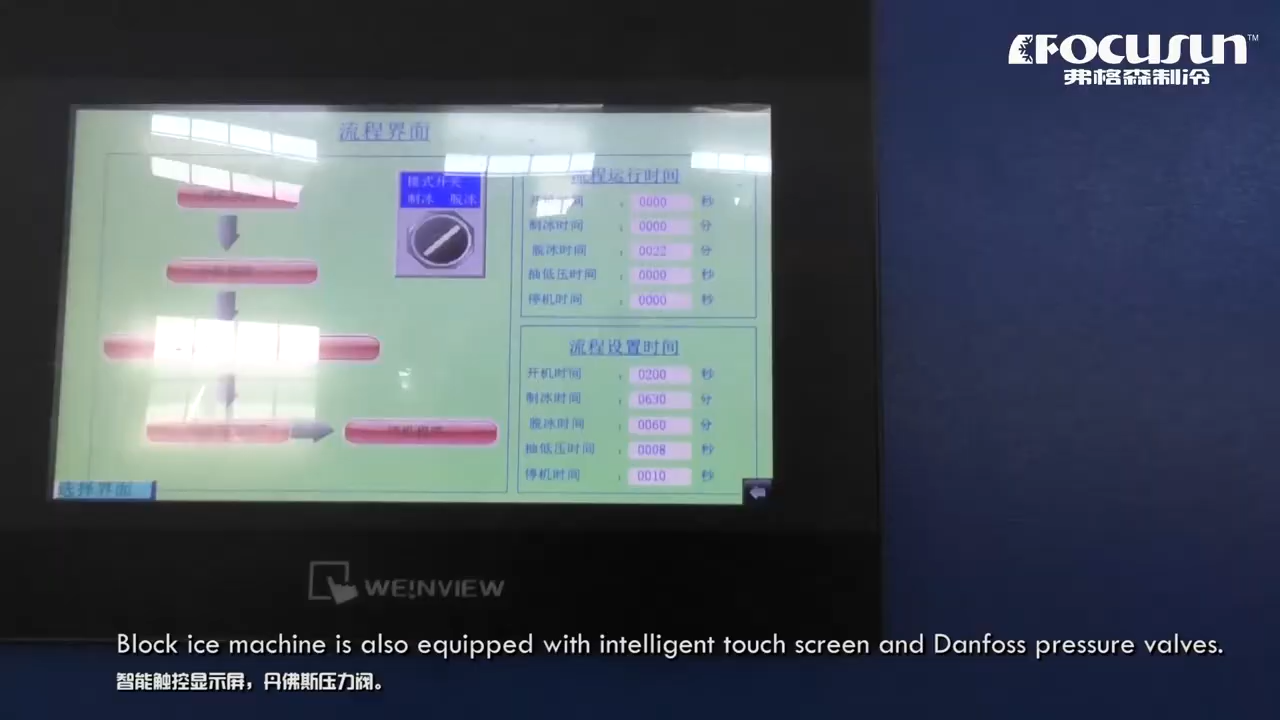 FOCUSUN™
弗格森制冷
流程界面
模式开关
制冰 脱冰
流程运行时间
时间 : 0000 秒
制冰时间 : 0000 分
脱冰时间 : 0022 分
抽低压时间 : 0000 秒
停机时间 : 0000 秒
流程设置时间
开机时间 : 0200 秒
制冰时间 : 0630 分
脱冰时间 : 0060 分
抽低压时间 : 0008 秒
停机时间 : 0010 秒
选择界面
WE!NVIEW
Block ice machine is also equipped with intelligent touch screen and Danfoss pressure valves.
智能触控显示屏，丹佛斯压力阀。